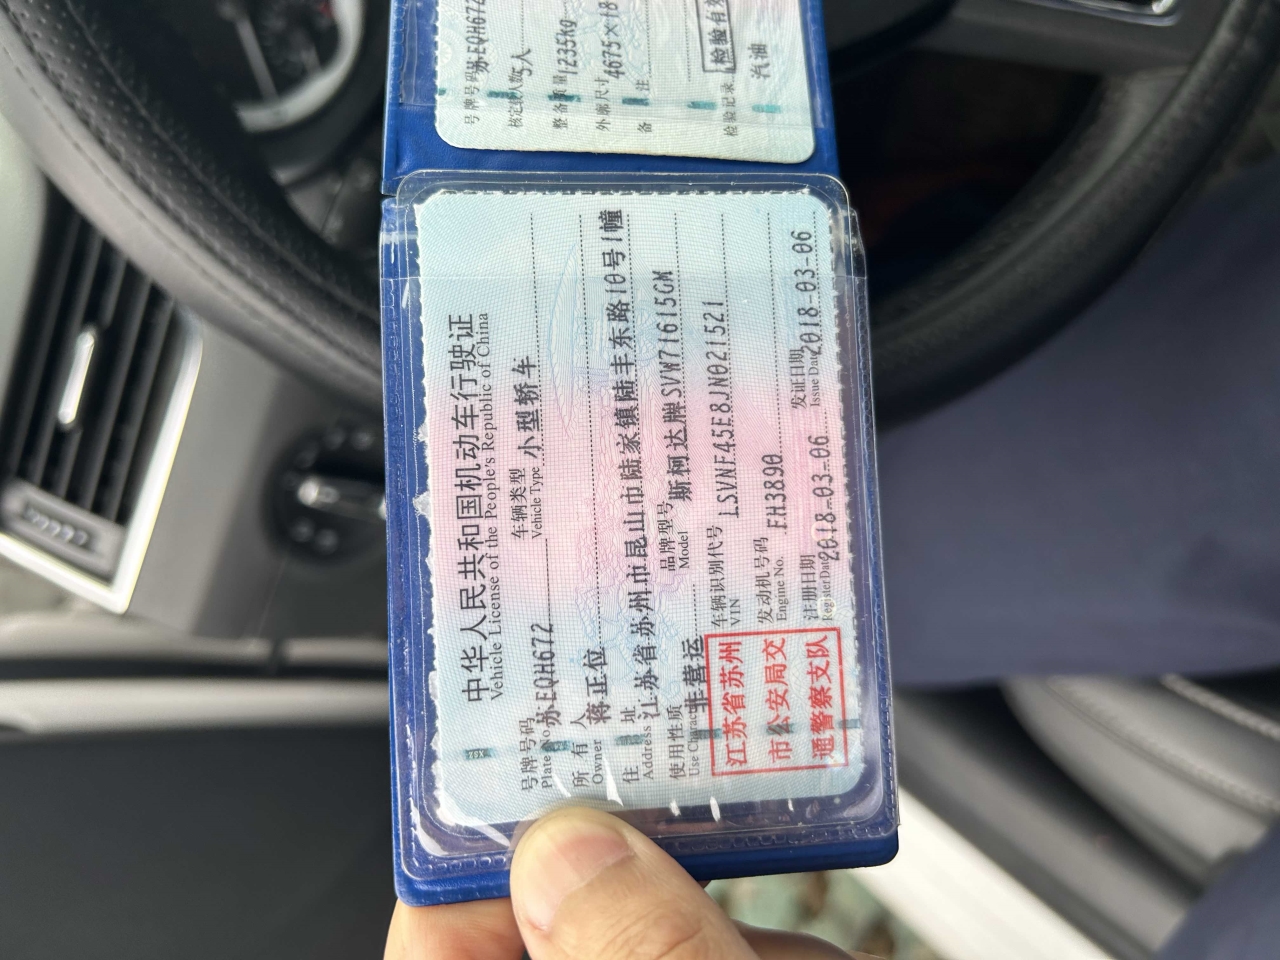 中华人民共和国机动车行驶证
Vehicle License of the People's Republic of China
号牌号码 苏EQH672 车辆类型 小型轿车
Plate No. Vehicle Type
所有人 蒋正位
Owner
住址 江苏省苏州市昆山市陆家镇陆丰东路10号1幢
Address
使用性质 非营运 品牌型号 斯柯达牌SVW71615GM
Use Charac Model
车辆识别代号 LSVNF45E8JN021521
VIN
发动机号码 FH3890
Engine No.
注册日期 2018-03-06 发证日期 2018-03-06
Register Date Issue Date
江苏省苏州
市公安局交
通警察支队
号牌号码 苏EQH672
核定载人数 5人
整备质量 1235kg
外廓尺寸 4675×18
备注
检验记录 检验有效
汽油